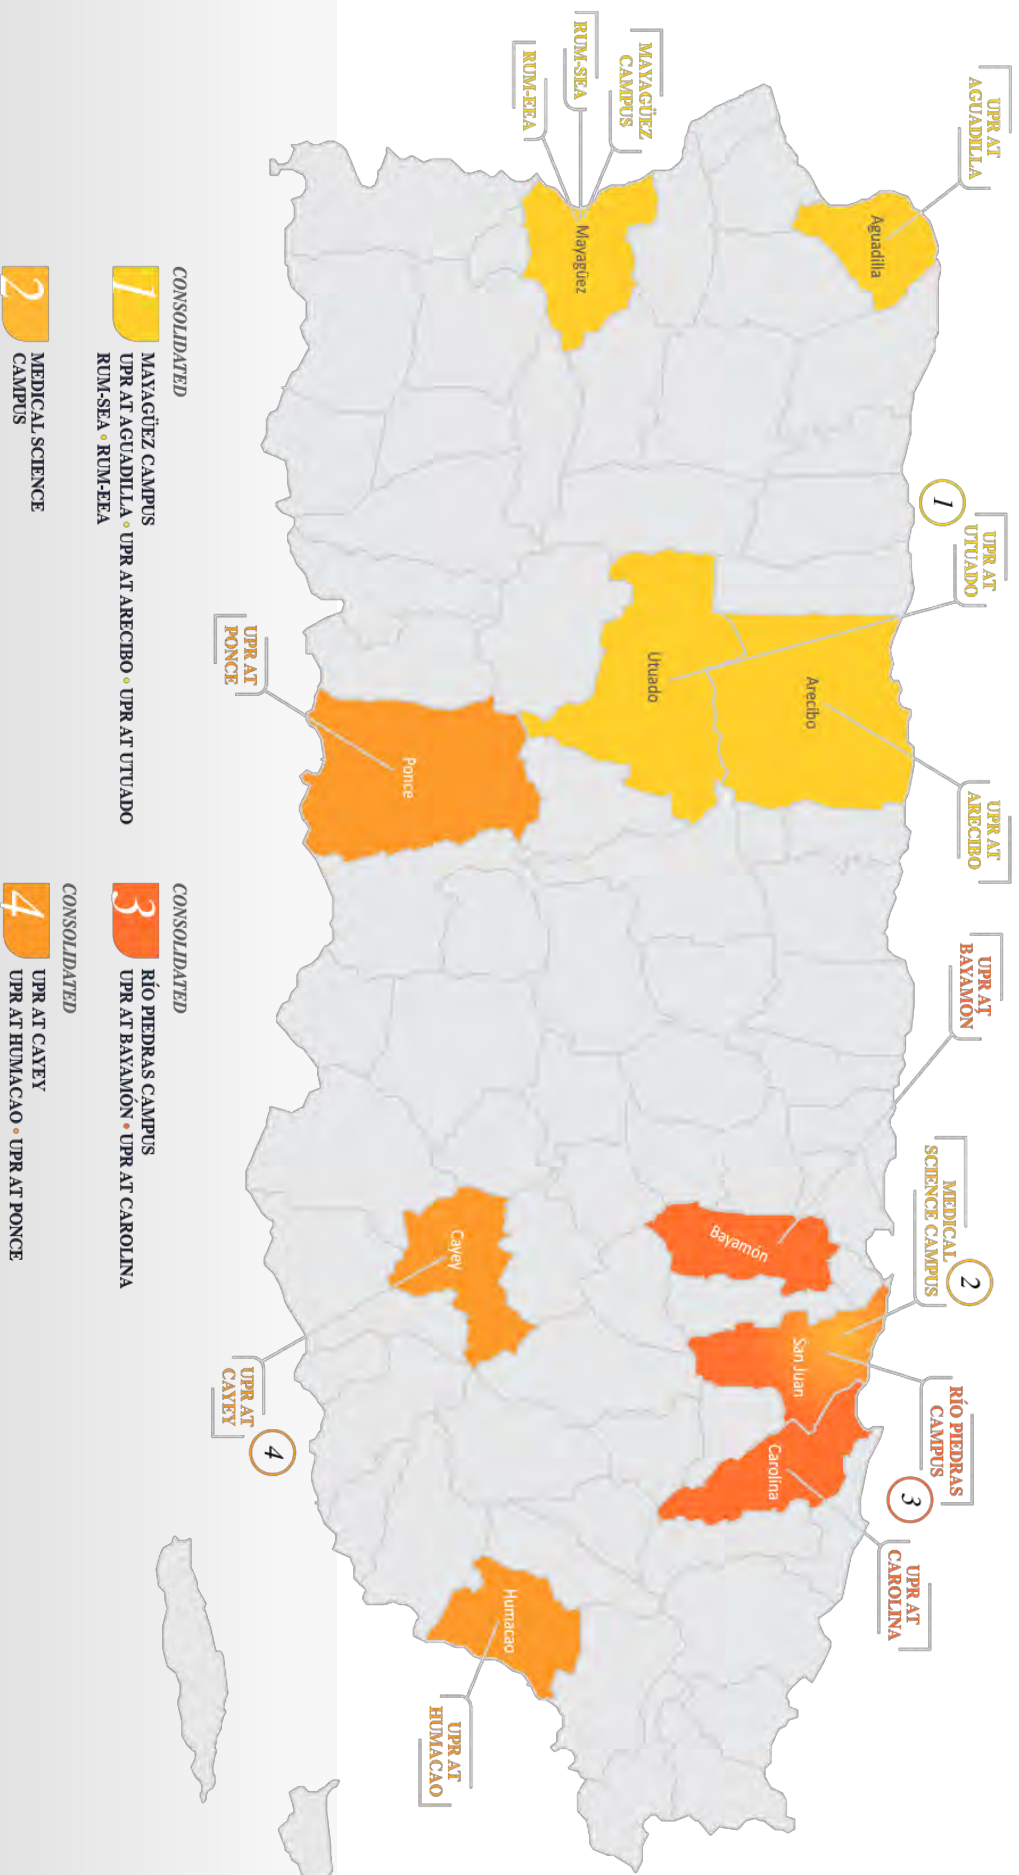 UPR AT
AGUADILLA
MAYAGÜEZ
CAMPUS
RUM-SEA
RUM-EEA
Aguadilla
Mayagüez
1
UPR AT
UTUADO
UPR AT
ARECIBO
Arecibo
Utuado
UPR AT
PONCE
Ponce
UPR AT
BAYAMÓN
Bayamón
MEDICAL
SCIENCE CAMPUS
2
San Juan
RÍO PIEDRAS
CAMPUS
3
Carolina
UPR AT
CAROLINA
Cayey
UPR AT
CAYEY
4
Humacao
UPR AT
HUMACAO
CONSOLIDATED
1
MAYAGÜEZ CAMPUS
UPR AT AGUADILLA • UPR AT ARECIBO • UPR AT UTUADO
RUM-SEA • RUM-EEA
2
MEDICAL SCIENCE
CAMPUS
CONSOLIDATED
3
RÍO PIEDRAS CAMPUS
UPR AT BAYAMÓN • UPR AT CAROLINA
CONSOLIDATED
4
UPR AT CAYEY
UPR AT HUMACAO • UPR AT PONCE